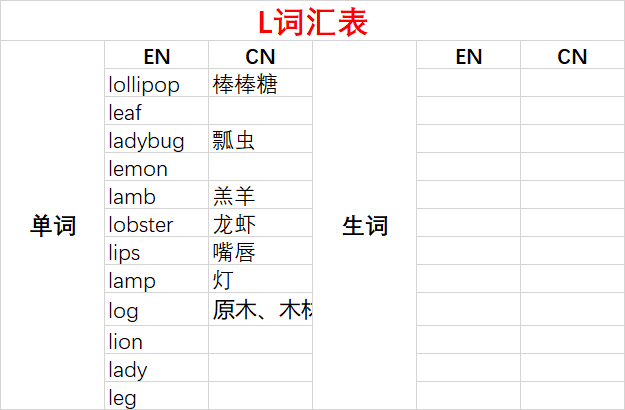 L词汇表
EN CN EN CN
lollipop 棒棒糖
leaf
ladybug 瓢虫
lemon
lamb 羔羊
单词 lobster 龙虾 生词
lips 嘴唇
lamp 灯
log 原木、木材
lion
lady
leg